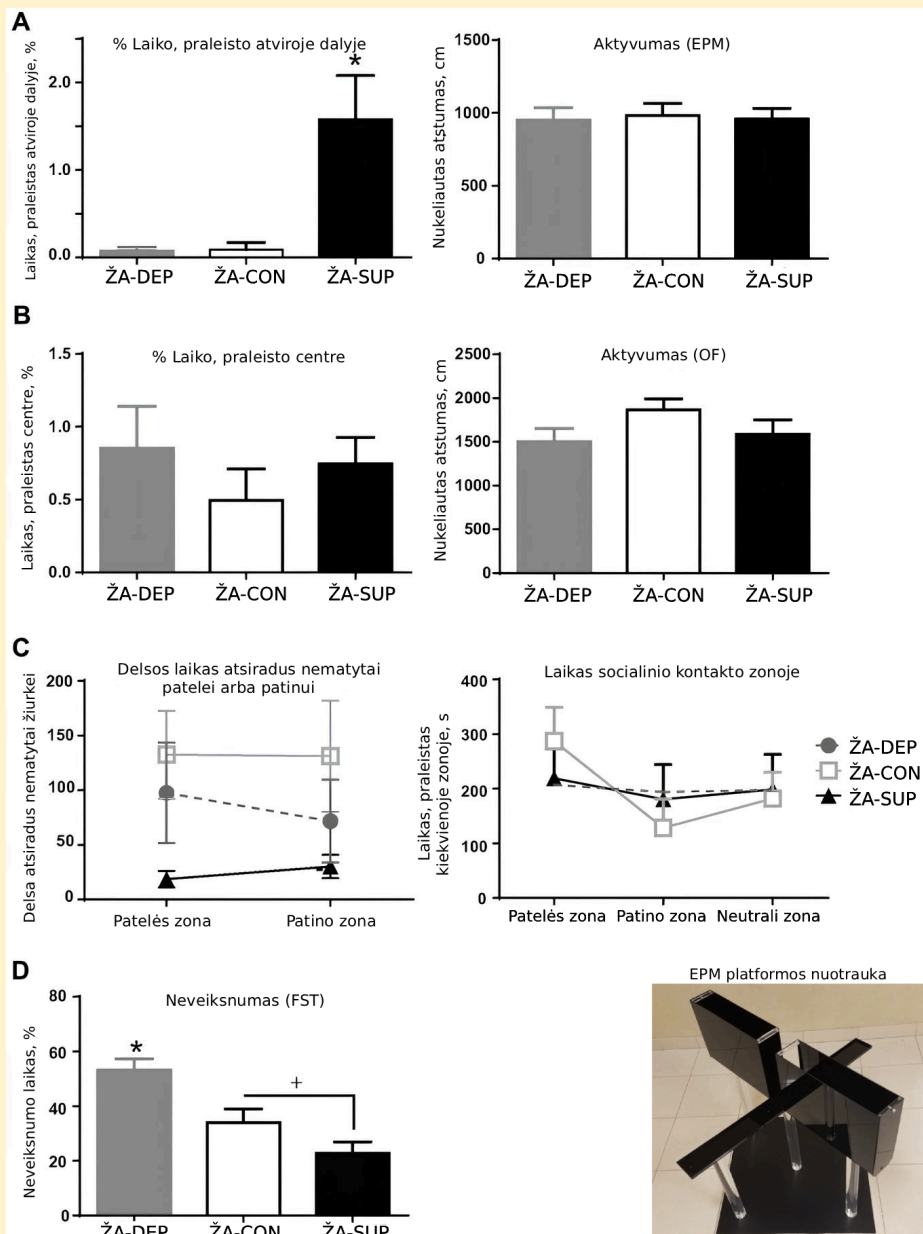 A
% Laiko, praleisto atviroje dalyje
Laikas, praleistas atviroje dalyje, %
2.0
1.0
0.0
*
ŽA-DEP
ŽA-CON
ŽA-SUP
Aktyvumas (EPM)
Nukeliautas atstumas, cm
1500
1000
500
0
ŽA-DEP
ŽA-CON
ŽA-SUP
B
% Laiko, praleisto centre
Laikas, praleistas centre, %
1.5
1.0
0.5
0.0
ŽA-DEP
ŽA-CON
ŽA-SUP
Aktyvumas (OF)
Nukeliautas atstumas, cm
2500
2000
1500
1000
500
0
ŽA-DEP
ŽA-CON
ŽA-SUP
C
Delsos laikas atsiradus nematytai
patelei arba patinui
Delsa atsiradus nematytai žiurkei
200
150
100
50
0
Patelės zona
Patino zona
Laikas socialinio kontakto zonoje
Laikas, praleistas
kiekvienoje zonoje, s
400
300
200
100
0
Patelės zona
Patino zona
Neutrali zona
ŽA-DEP
ŽA-CON
ŽA-SUP
D
Neveiksnumas (FST)
Neveiksnumo laikas, %
80
60
40
20
0
*
+
ŽA-DEP
ŽA-CON
ŽA-SUP
EPM platformos nuotrauka